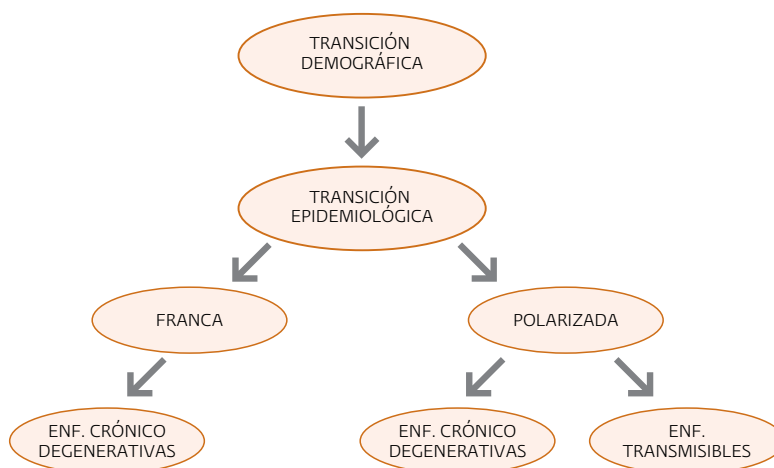 TRANSICIÓN
DEMOGRÁFICA
TRANSICIÓN
EPIDEMIOLÓGICA
FRANCA
POLARIZADA
ENF. CRÓNICO
DEGENERATIVAS
ENF. CRÓNICO
DEGENERATIVAS
ENF.
TRANSMISIBLES